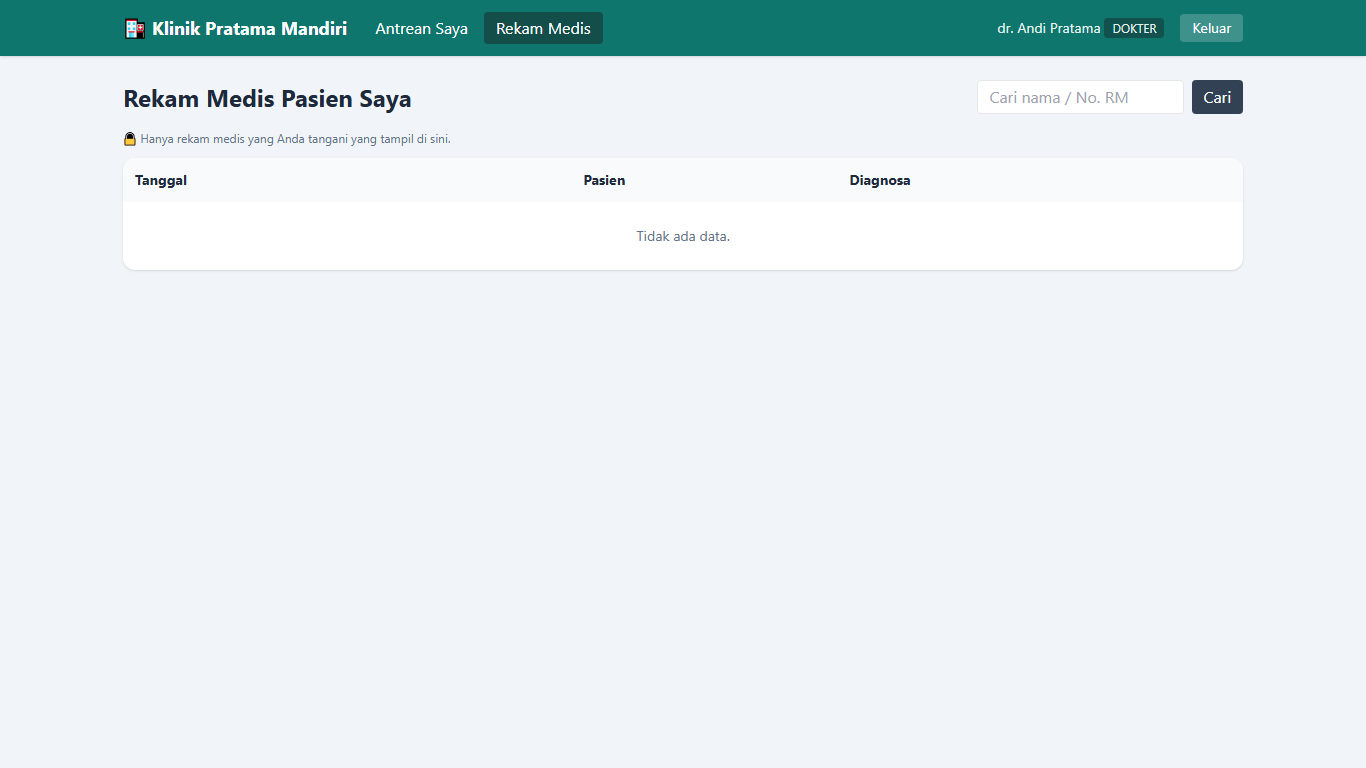 Klinik Pratama Mandiri Antrean Saya Rekam Medis dr. Andi Pratama DOKTER Keluar
Rekam Medis Pasien Saya Cari nama / No. RM Cari
Hanya rekam medis yang Anda tangani yang tampil di sini.
Tanggal Pasien Diagnosa
Tidak ada data.